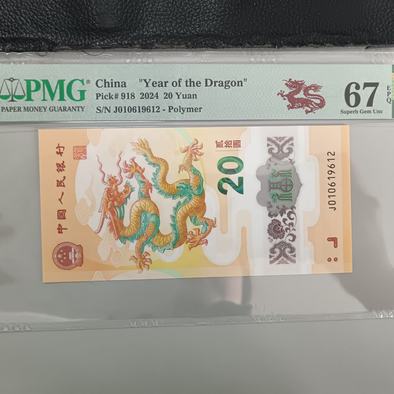 PMG
PAPER MONEY GUARANTY
China "Year of the Dragon"
Pick# 918 2024 20 Yuan
S/N J010619612 - Polymer
67
EPQ
Superb Gem Unc
中国人民银行
贰拾圆
20
J010619612